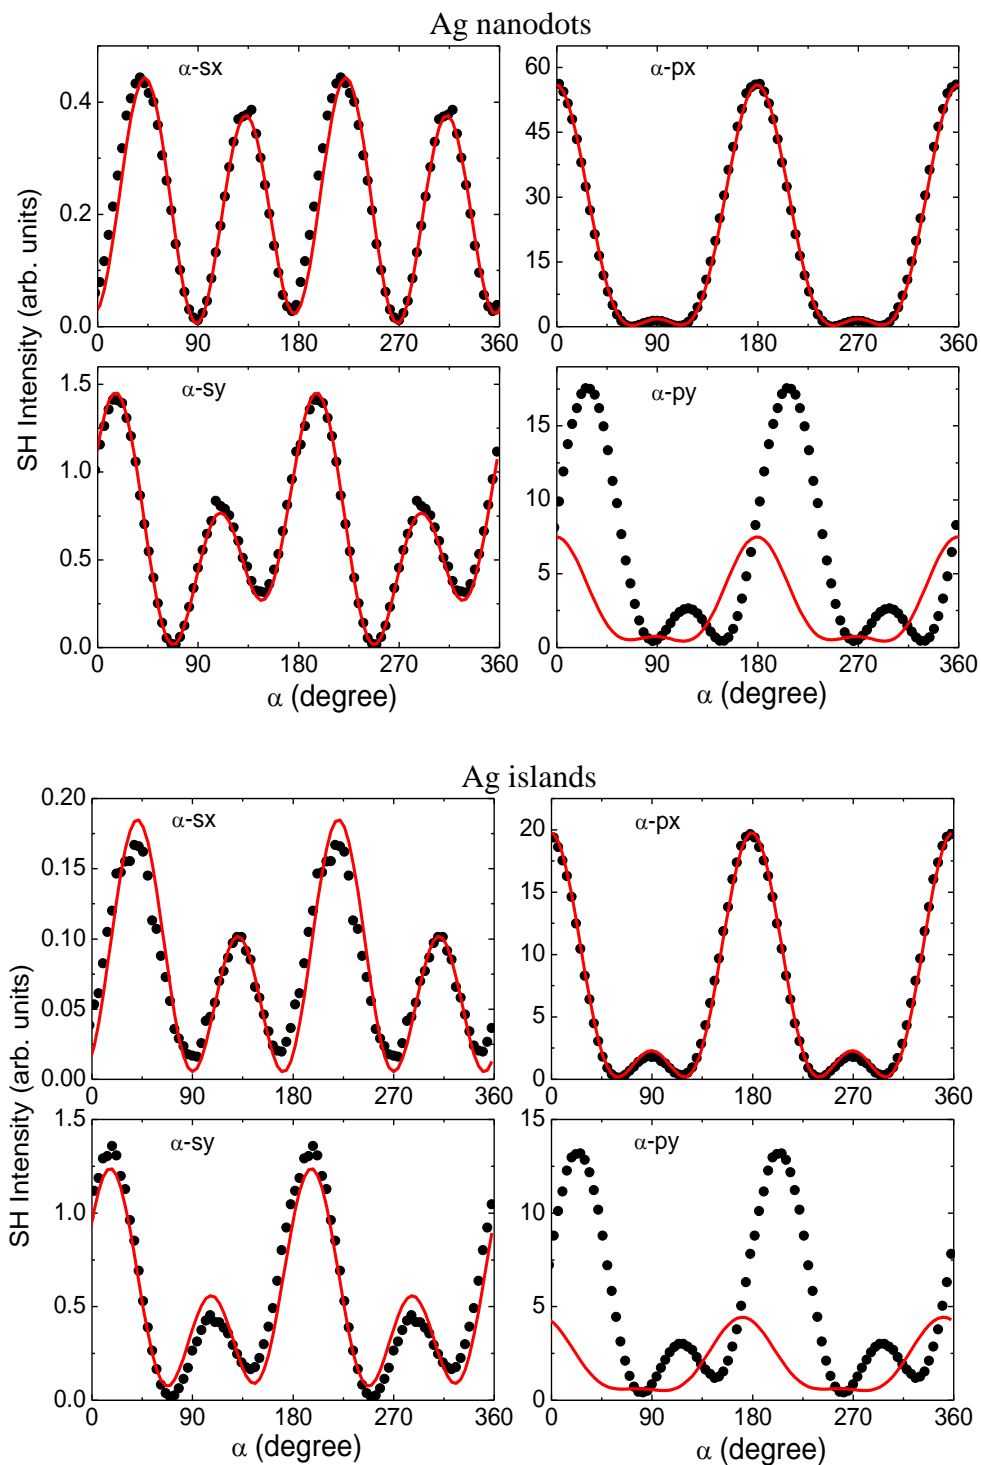 Ag nanodots
SH Intensity (arb. units)
α-sx
0.4
0.2
0.0
0 90 180 270 360
α-px
60
45
30
15
0
0 90 180 270 360
α-sy
1.5
1.0
0.5
0.0
0 90 180 270 360
α (degree)
α-py
15
10
5
0
0 90 180 270 360
α (degree)
Ag islands
SH Intensity (arb. units)
α-sx
0.20
0.15
0.10
0.05
0.00
0 90 180 270 360
α-px
20
15
10
5
0
0 90 180 270 360
α-sy
1.5
1.0
0.5
0.0
0 90 180 270 360
α (degree)
α-py
15
10
5
0
0 90 180 270 360
α (degree)